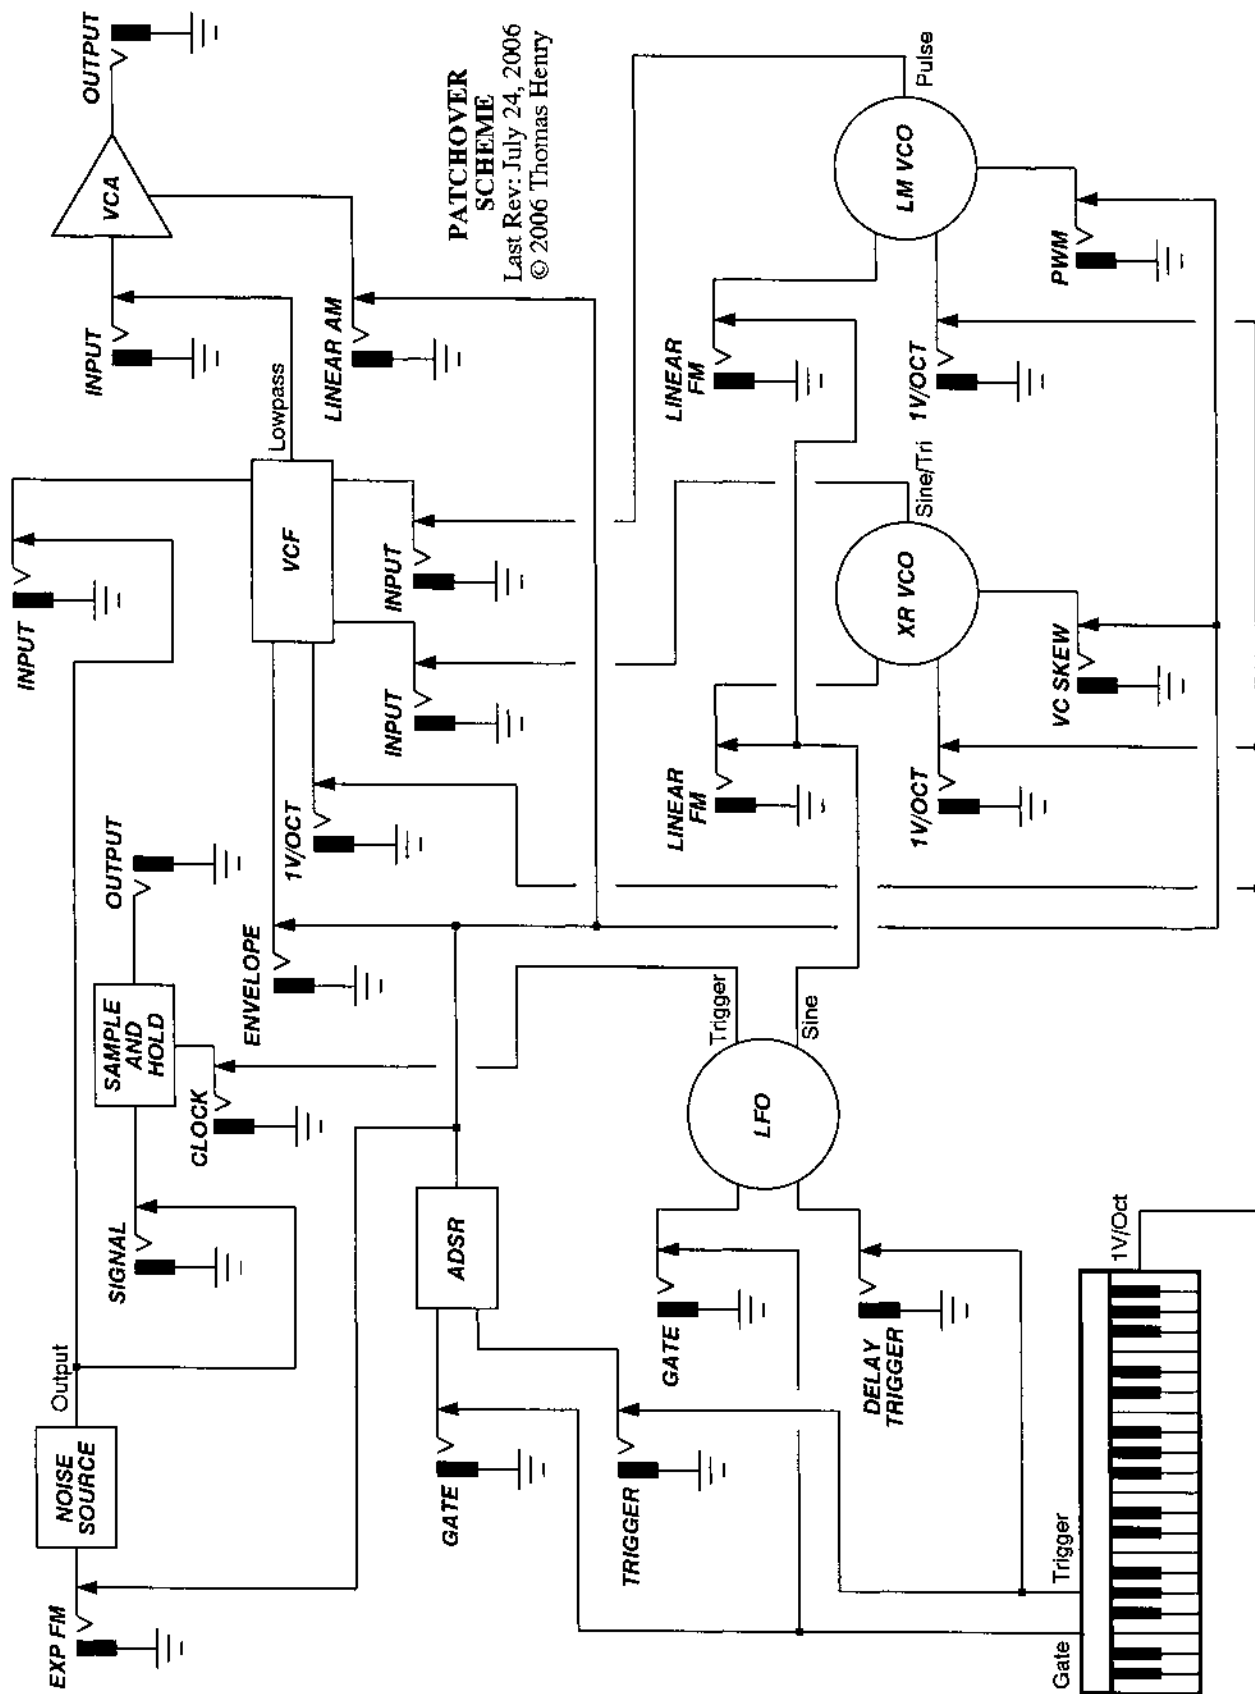 EXP FM
NOISE
SOURCE
Output
SIGNAL
SAMPLE
AND
HOLD
CLOCK
OUTPUT
INPUT
INPUT
VCA
OUTPUT
ENVELOPE
1V/OCT
VCF
Lowpass
INPUT
INPUT
LINEAR AM
GATE
TRIGGER
ADSR
PATCHOVER
SCHEME
Last Rev: July 24, 2006
© 2006 Thomas Henry
GATE
DELAY
TRIGGER
LFO
Trigger
Sine
LINEAR
FM
1V/OCT
XR VCO
VC SKEW
Sine/Tri
LINEAR
FM
1V/OCT
LM VCO
PWM
Pulse
Gate
Trigger
1V/Oct